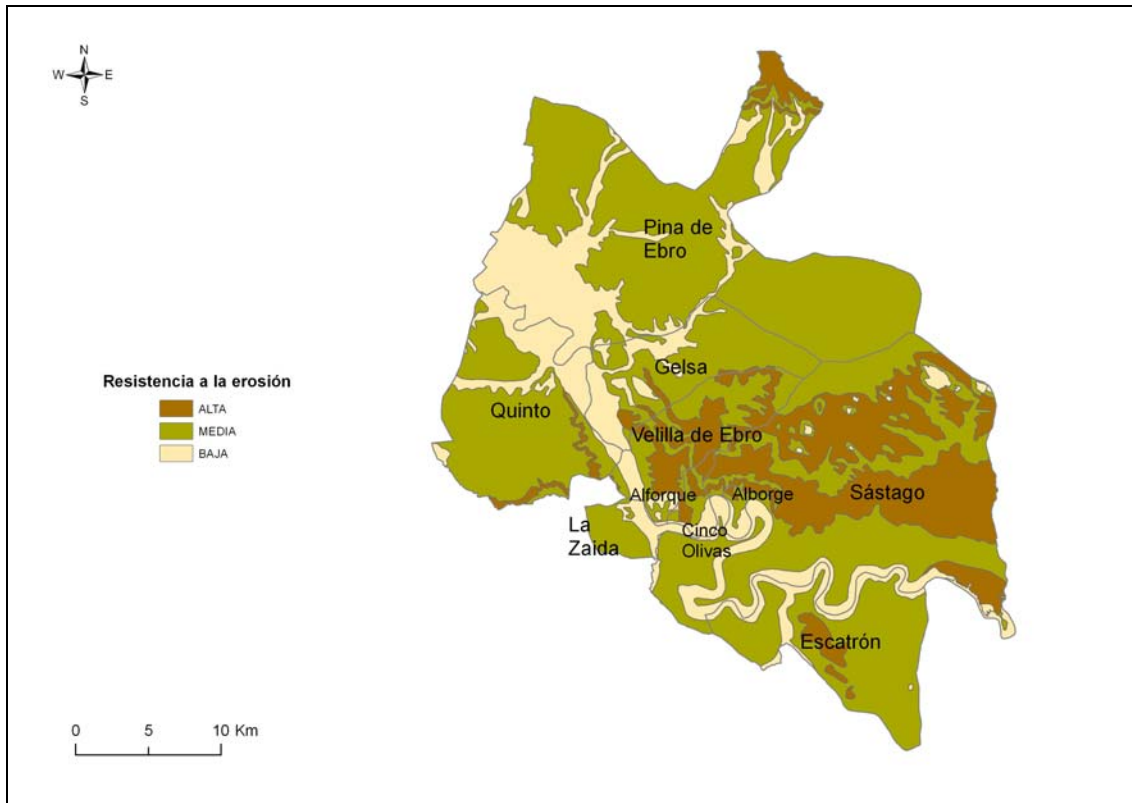 N
W E
S
Pina de
Ebro
Gelsa
Resistencia a la erosión
ALTA
MEDIA
BAJA
Quinto
Velilla de Ebro
Alforque
Alborge
Sástago
La
Zaida
Cinco
Olivas
Escatrón
0 5 10 Km